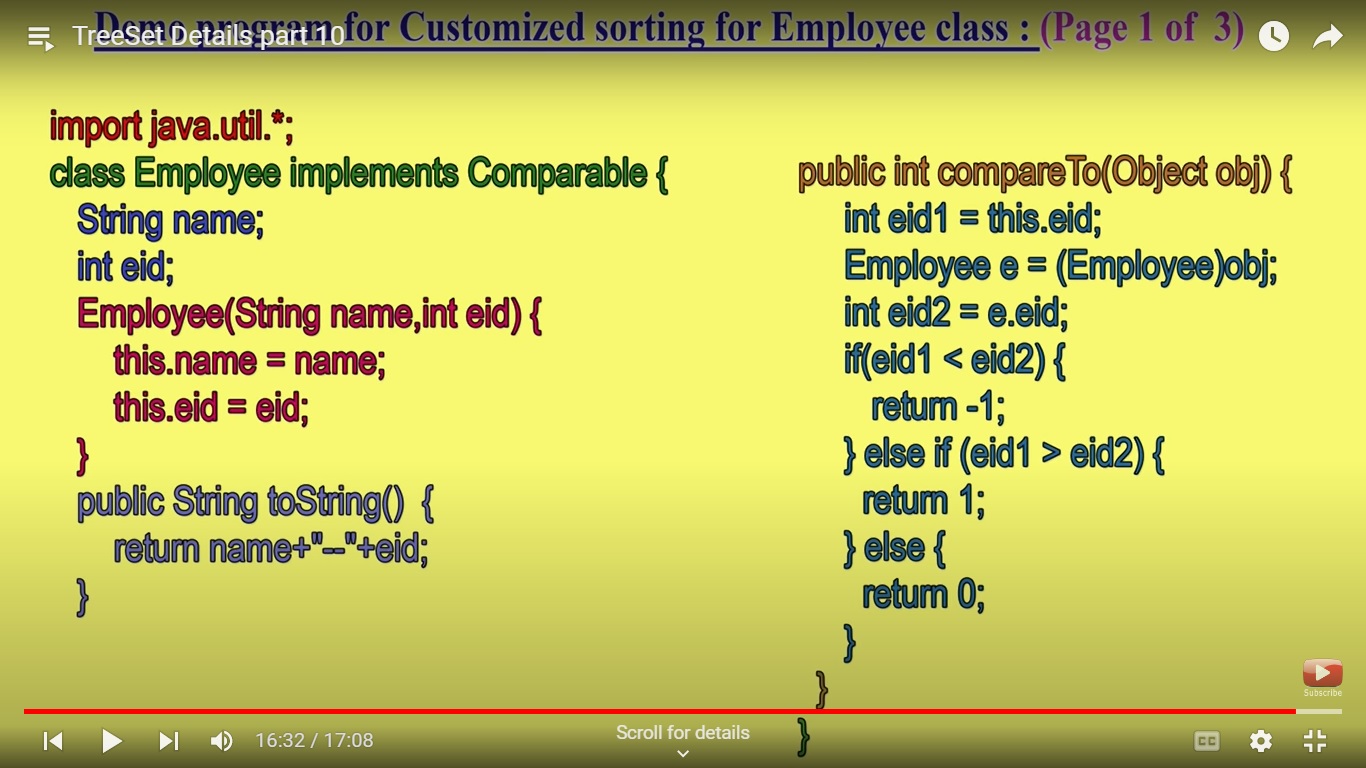 Demo program for Customized sorting for Employee class : (Page 1 of 3)
TreeSet Details part 10
import java.util.*;
class Employee implements Comparable {
String name;
int eid;
Employee(String name,int eid) {
this.name = name;
this.eid = eid;
}
public String toString() {
return name+"--"+eid;
}
public int compareTo(Object obj) {
int eid1 = this.eid;
Employee e = (Employee)obj;
int eid2 = e.eid;
if(eid1 < eid2) {
return -1;
} else if (eid1 > eid2) {
return 1;
} else {
return 0;
}
}
}
Subscribe
16:32 / 17:08
Scroll for details
CC